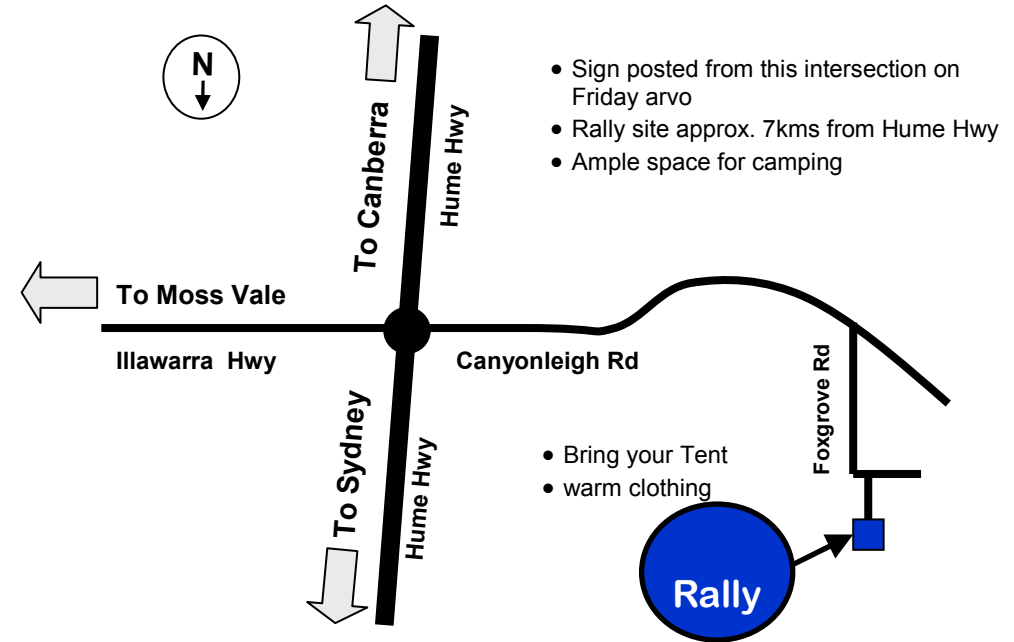 N
• Sign posted from this intersection on
Friday arvo
• Rally site approx. 7kms from Hume Hwy
• Ample space for camping
To Canberra
Hume Hwy
To Moss Vale
Illawarra Hwy
Canyonleigh Rd
Foxgrove Rd
To Sydney
Hume Hwy
• Bring your Tent
• warm clothing
Rally